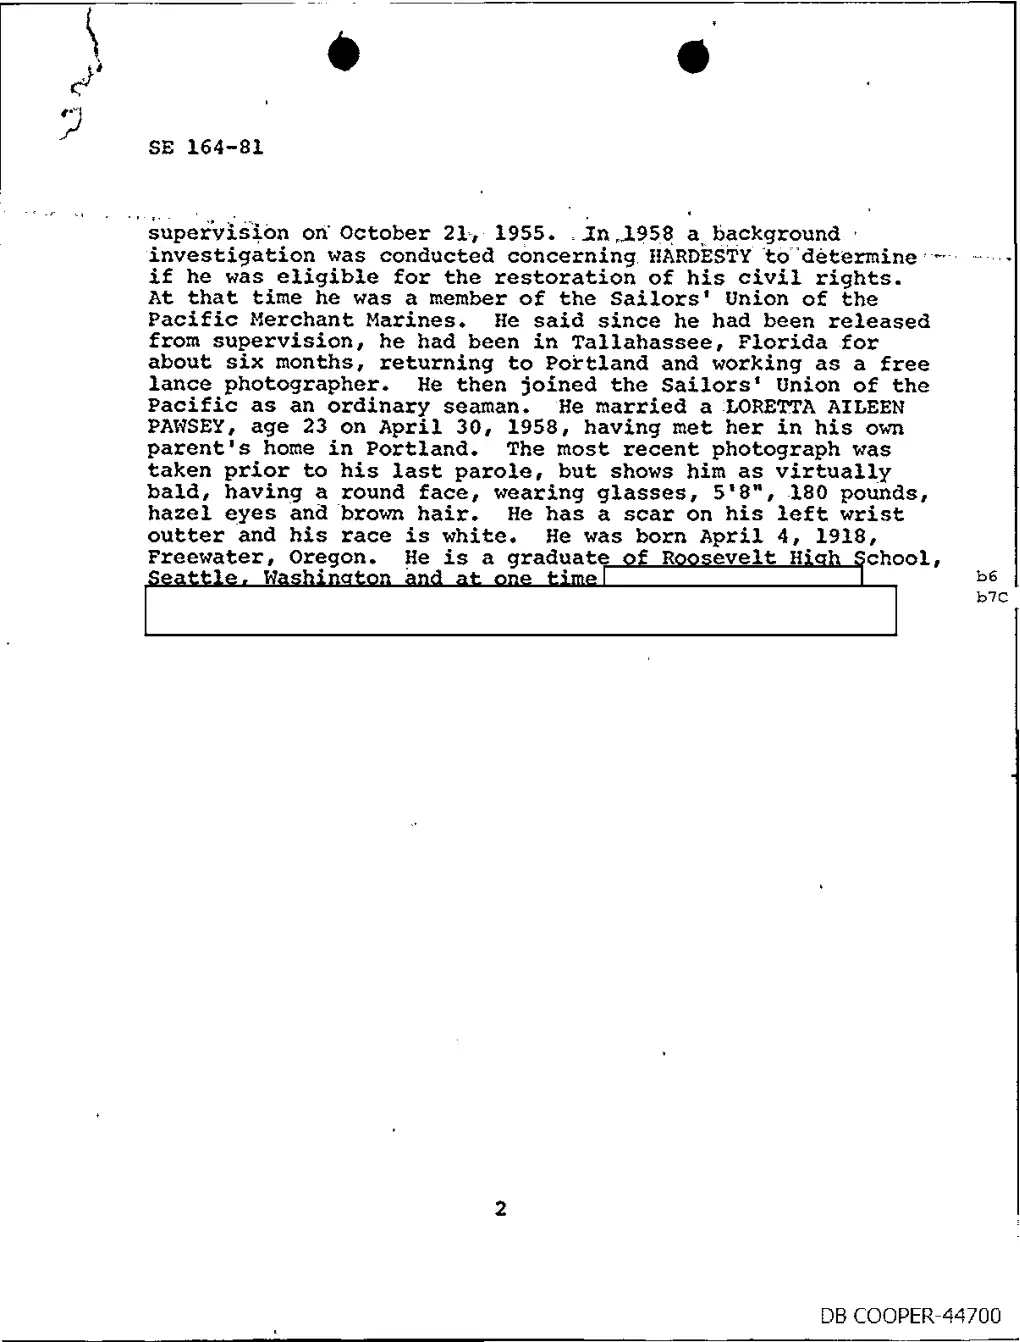 SE 164-81
supervision on October 21, 1955. In 1958 a background
investigation was conducted concerning HARDESTY to determine
if he was eligible for the restoration of his civil rights.
At that time he was a member of the Sailors' Union of the
Pacific Merchant Marines. He said since he had been released
from supervision, he had been in Tallahassee, Florida for
about six months, returning to Portland and working as a free
lance photographer. He then joined the Sailors' Union of the
Pacific as an ordinary seaman. He married a LORETTA AILEEN
PAWSEY, age 23 on April 30, 1958, having met her in his own
parent's home in Portland. The most recent photograph was
taken prior to his last parole, but shows him as virtually
bald, having a round face, wearing glasses, 5'8", 180 pounds,
hazel eyes and brown hair. He has a scar on his left wrist
outter and his race is white. He was born April 4, 1918,
Freewater, Oregon. He is a graduate of Roosevelt High School,
Seattle, Washington and at one time
b6
b7C
2
DB COOPER-44700